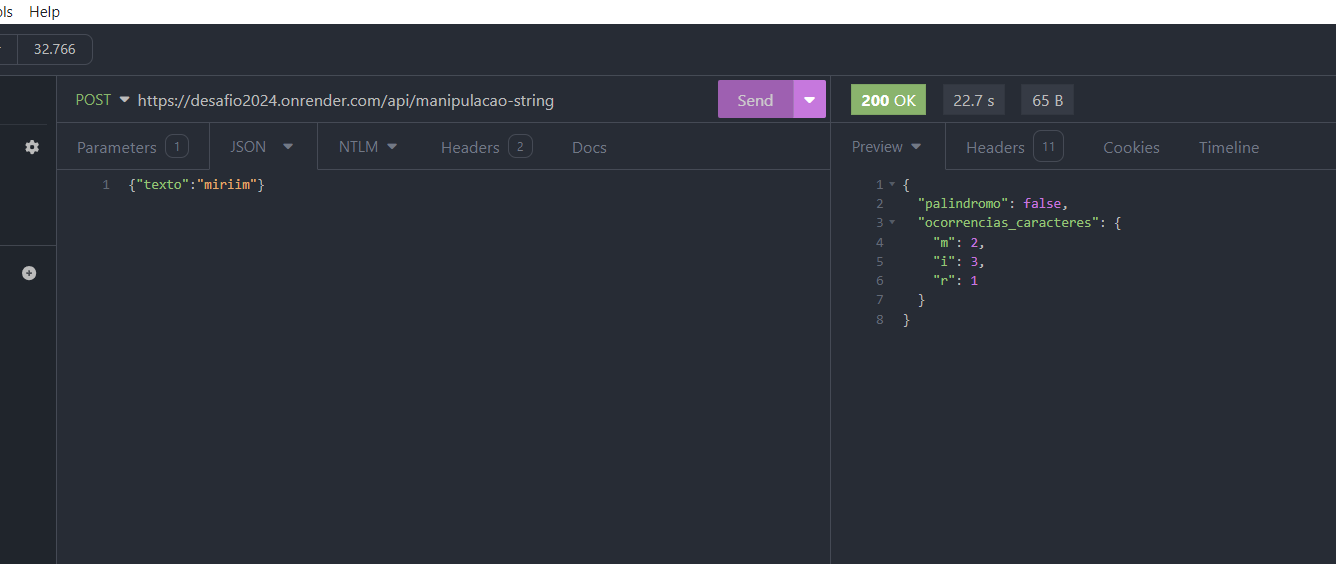 ols Help
32.766
POST https://desafio2024.onrender.com/api/manipulacao-string Send 200 OK 22.7 s 65 B
Parameters 1 JSON NTLM Headers 2 Docs Preview Headers 11 Cookies Timeline
1 {"texto":"miriim"}
1 {
2 "palindromo": false,
3 "ocorrencias_caracteres": {
4 "m": 2,
5 "i": 3,
6 "r": 1
7 }
8 }